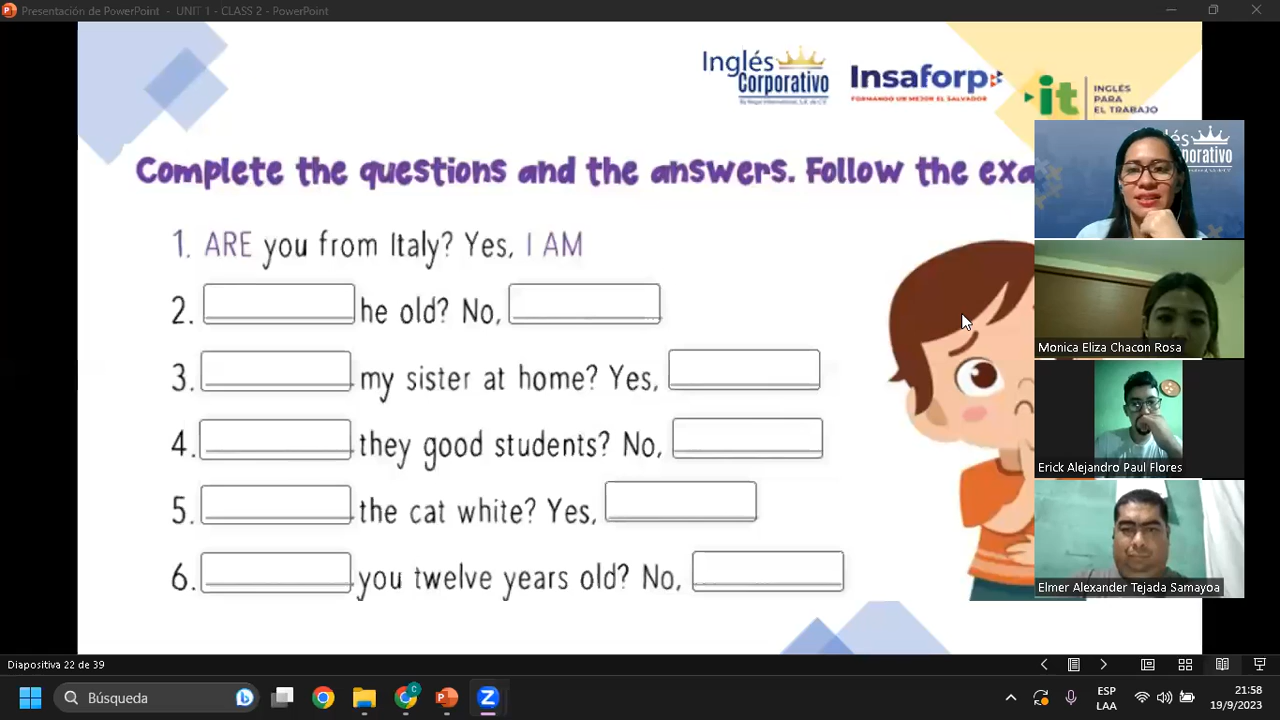 Presentación de PowerPoint - UNIT 1 - CLASS 2 - PowerPoint
Inglés
Corporativo
Insaforp
FORMANDO UN MEJOR EL SALVADOR
it
INGLÉS
PARA
EL TRABAJO
Complete the questions and the answers. Follow the exa
1. ARE you from Italy? Yes, I AM
2. he old? No,
3. my sister at home? Yes,
4. they good students? No,
5. the cat white? Yes,
6. you twelve years old? No,
Monica Eliza Chacon Rosa
Erick Alejandro Paul Flores
Elmer Alexander Tejada Samayoa
Diapositiva 22 de 39
Búsqueda
ESP
LAA
21:58
19/9/2023